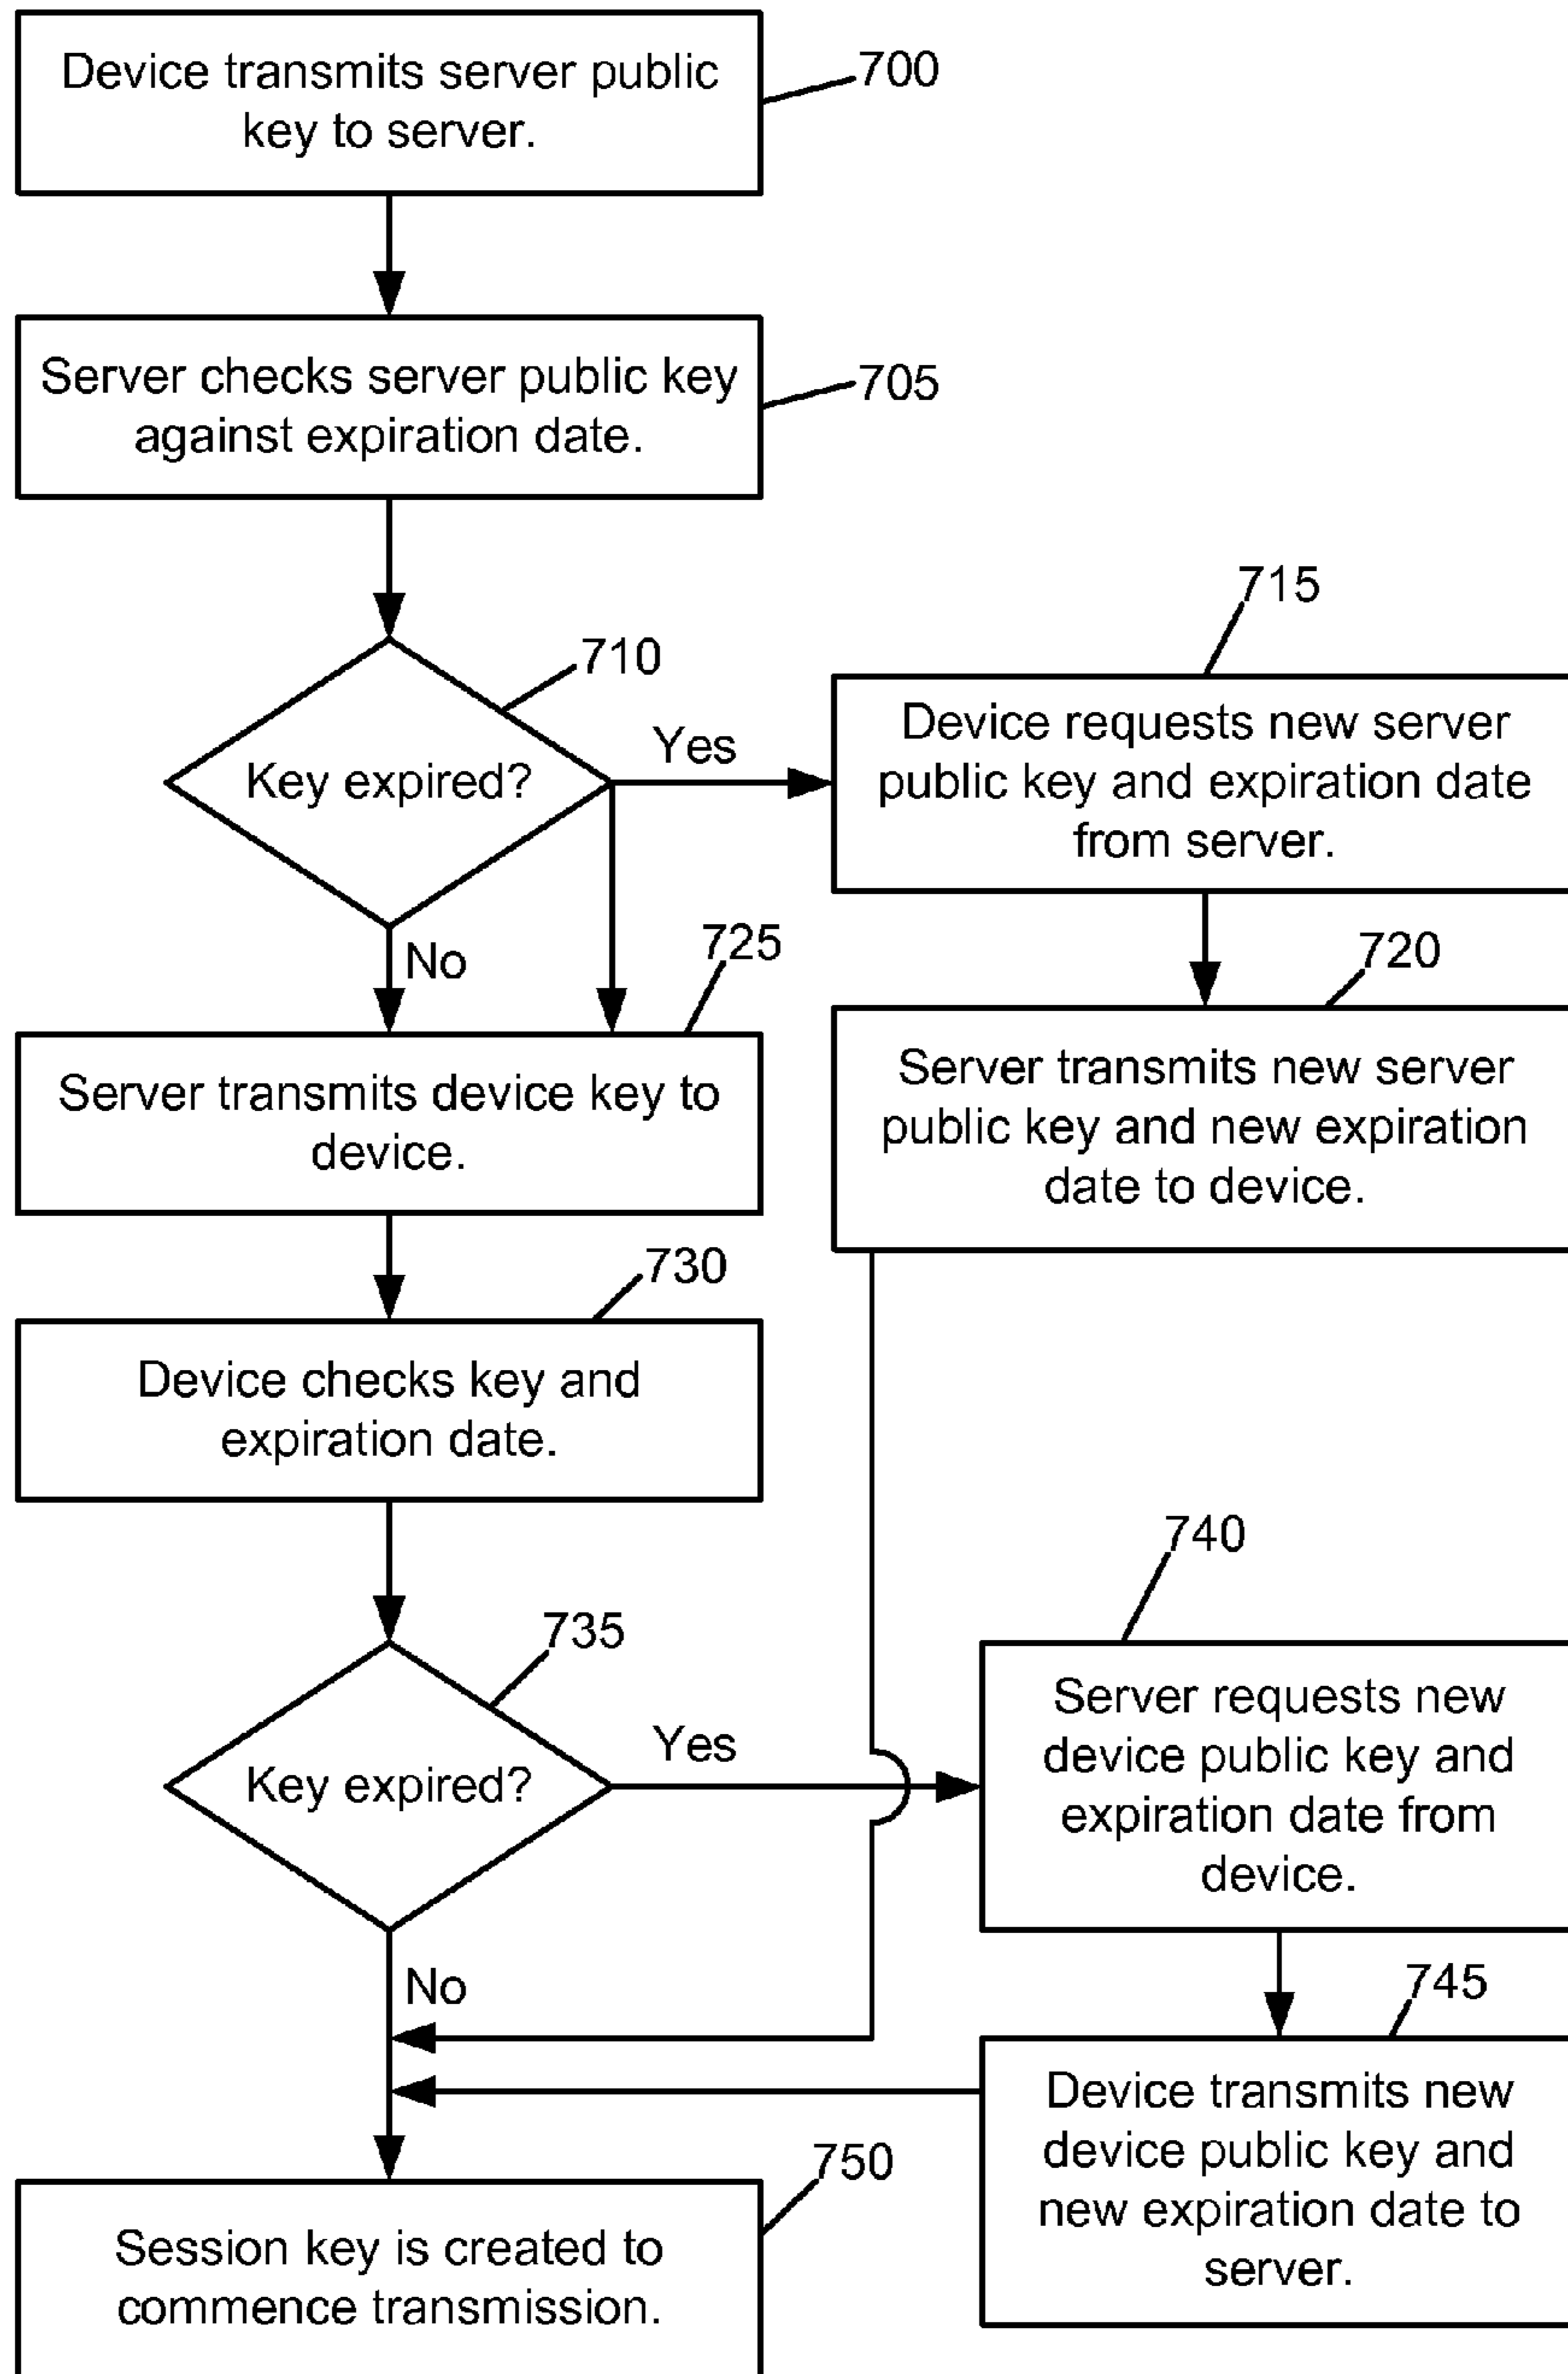 Device transmits server public
key to server.
700
Server checks server public key
against expiration date.
705
710
Key expired?
Yes
No
715
Device requests new server
public key and expiration date
from server.
720
Server transmits new server
public key and new expiration
date to device.
725
Server transmits device key to
device.
730
Device checks key and
expiration date.
735
Key expired?
Yes
No
740
Server requests new
device public key and
expiration date from
device.
745
Device transmits new
device public key and
new expiration date to
server.
750
Session key is created to
commence transmission.